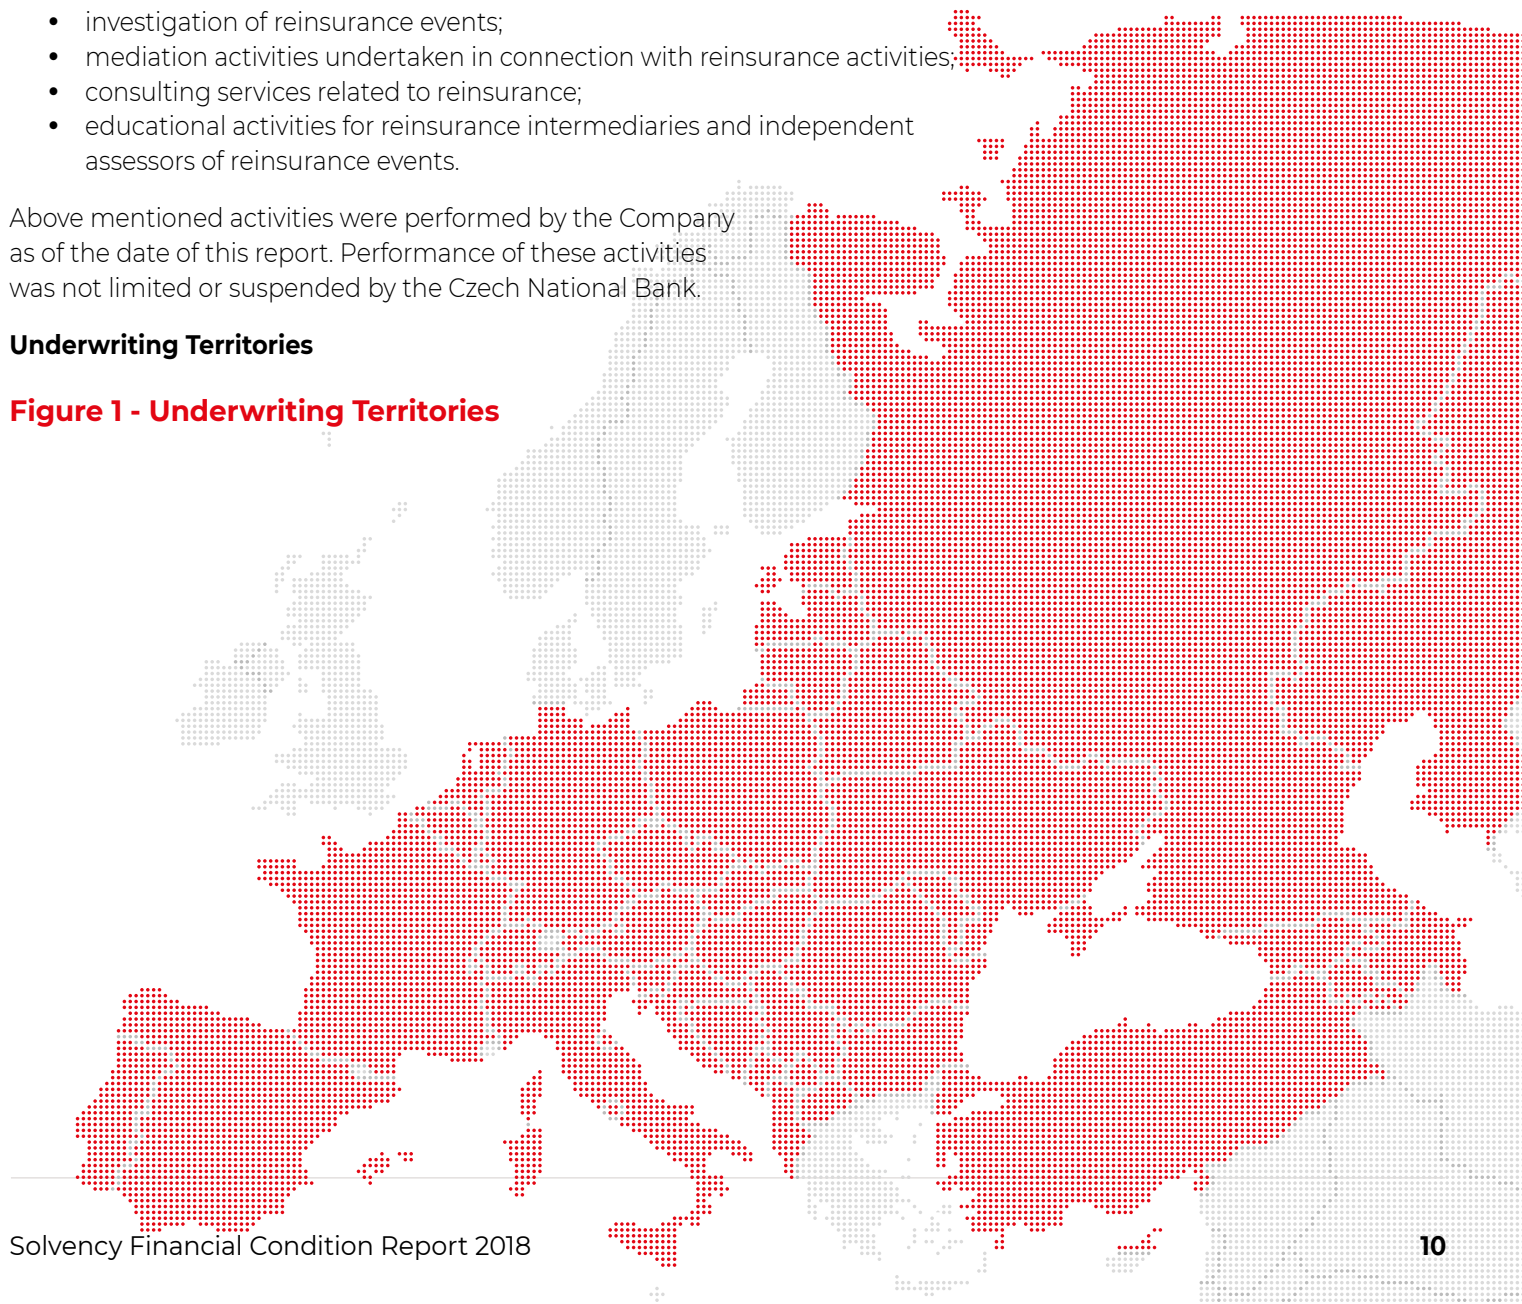 • investigation of reinsurance events;
• mediation activities undertaken in connection with reinsurance activities;
• consulting services related to reinsurance;
• educational activities for reinsurance intermediaries and independent
assessors of reinsurance events.
Above mentioned activities were performed by the Company
as of the date of this report. Performance of these activities
was not limited or suspended by the Czech National Bank.
Underwriting Territories
Figure 1 - Underwriting Territories
Solvency Financial Condition Report 2018
10